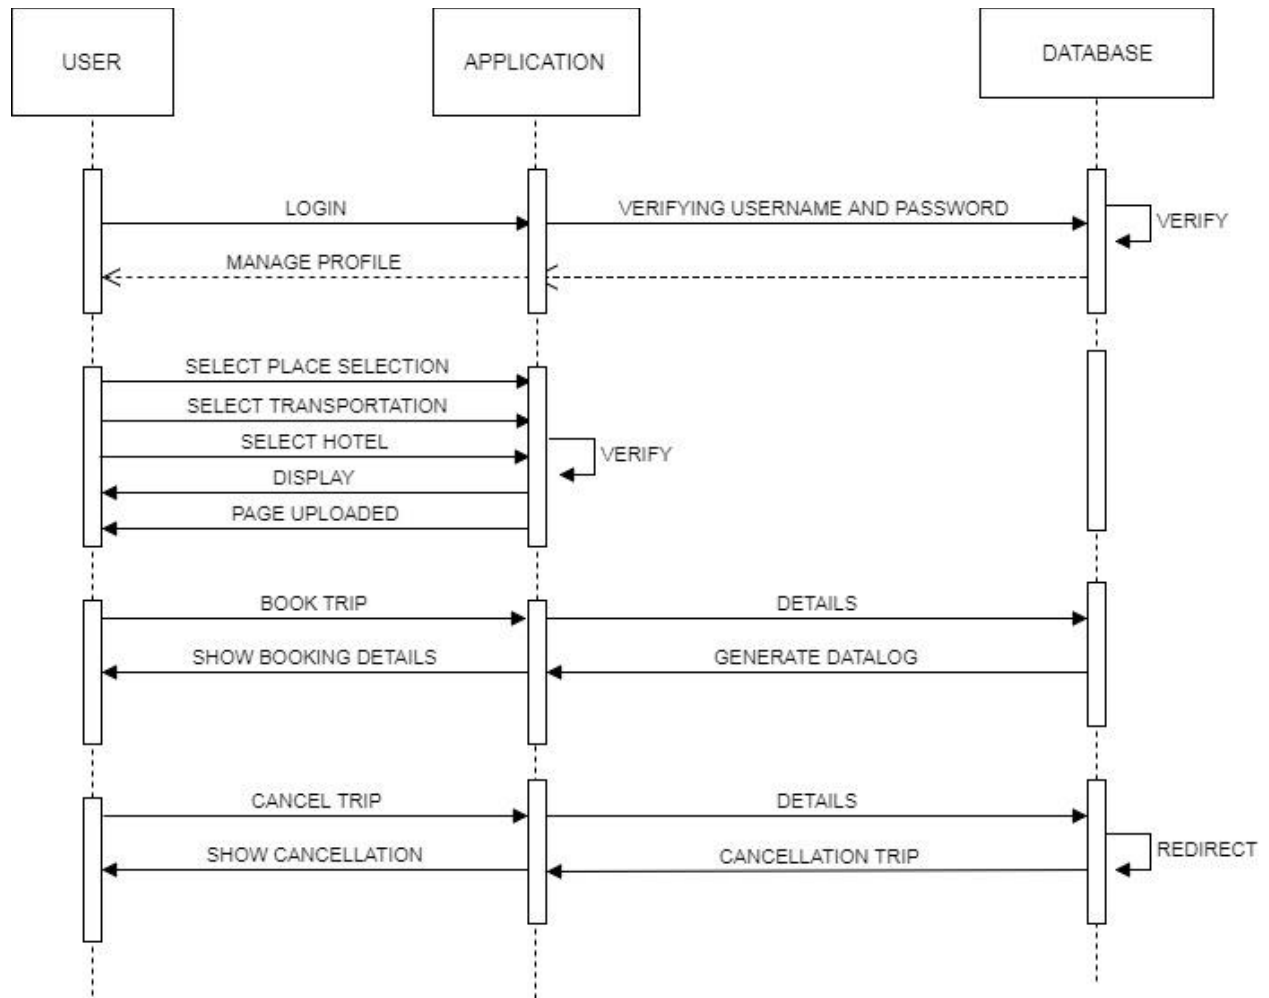 USER
APPLICATION
DATABASE
LOGIN
VERIFYING USERNAME AND PASSWORD
VERIFY
MANAGE PROFILE
SELECT PLACE SELECTION
SELECT TRANSPORTATION
SELECT HOTEL
VERIFY
DISPLAY
PAGE UPLOADED
BOOK TRIP
DETAILS
SHOW BOOKING DETAILS
GENERATE DATALOG
CANCEL TRIP
DETAILS
SHOW CANCELLATION
CANCELLATION TRIP
REDIRECT